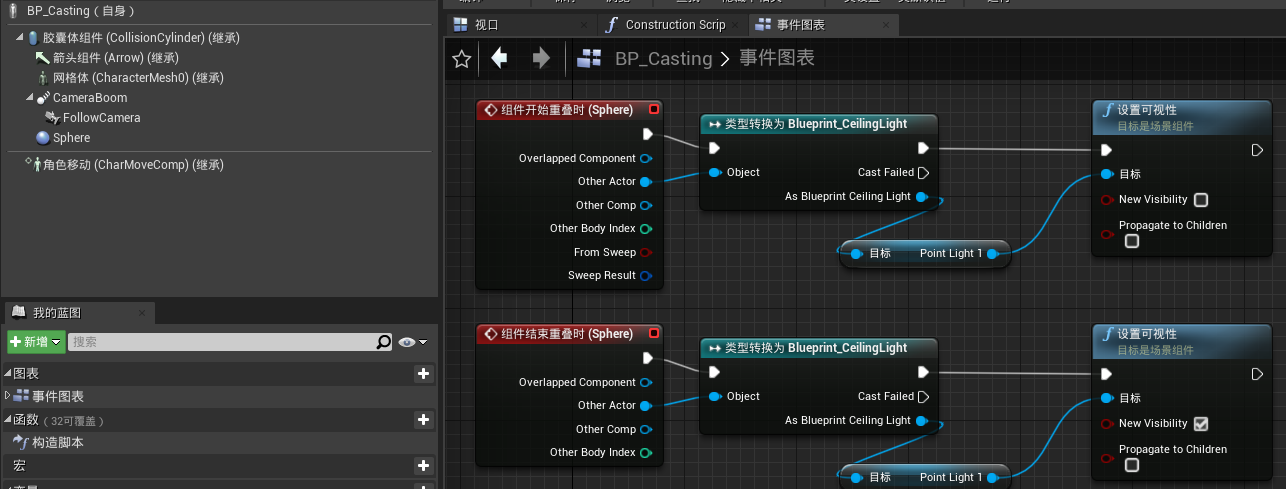 BP_Casting (自身)
胶囊体组件 (CollisionCylinder) (继承)
箭头组件 (Arrow) (继承)
网格体 (CharacterMesh0) (继承)
CameraBoom
FollowCamera
Sphere
角色移动 (CharMoveComp) (继承)
我的蓝图
新增
搜索
图表
事件图表
函数 (32可覆盖)
构造脚本
宏
视口
Construction Scrip
事件图表
BP_Casting > 事件图表
组件开始重叠时 (Sphere)
Overlapped Component
Other Actor
Other Comp
Other Body Index
From Sweep
Sweep Result
类型转换为 Blueprint_CeilingLight
Object
Cast Failed
As Blueprint Ceiling Light
目标 Point Light 1
设置可视性
目标是场景组件
目标
New Visibility
Propagate to Children
组件结束重叠时 (Sphere)
Overlapped Component
Other Actor
Other Comp
Other Body Index
类型转换为 Blueprint_CeilingLight
Object
Cast Failed
As Blueprint Ceiling Light
目标 Point Light 1
设置可视性
目标是场景组件
目标
New Visibility
Propagate to Children